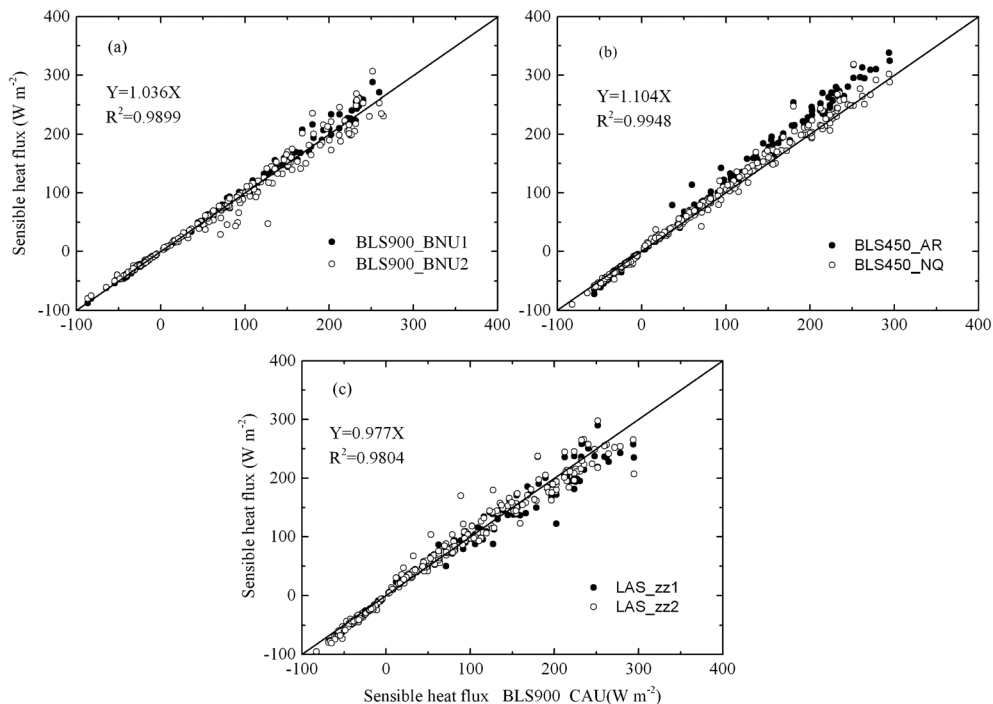 400
(a)
300
Y=1.036X
R²=0.9899
200
100
0
BLS900_BNU1
BLS900_BNU2
-100
-100 0 100 200 300 400
Sensible heat flux (W m⁻²)
400
(b)
300
Y=1.104X
R²=0.9948
200
100
0
BLS450_AR
BLS450_NQ
-100
-100 0 100 200 300 400
400
(c)
300
Y=0.977X
R²=0.9804
200
100
0
LAS_zz1
LAS_zz2
-100
-100 0 100 200 300 400
Sensible heat flux (W m⁻²)
Sensible heat flux BLS900 CAU(W m⁻²)